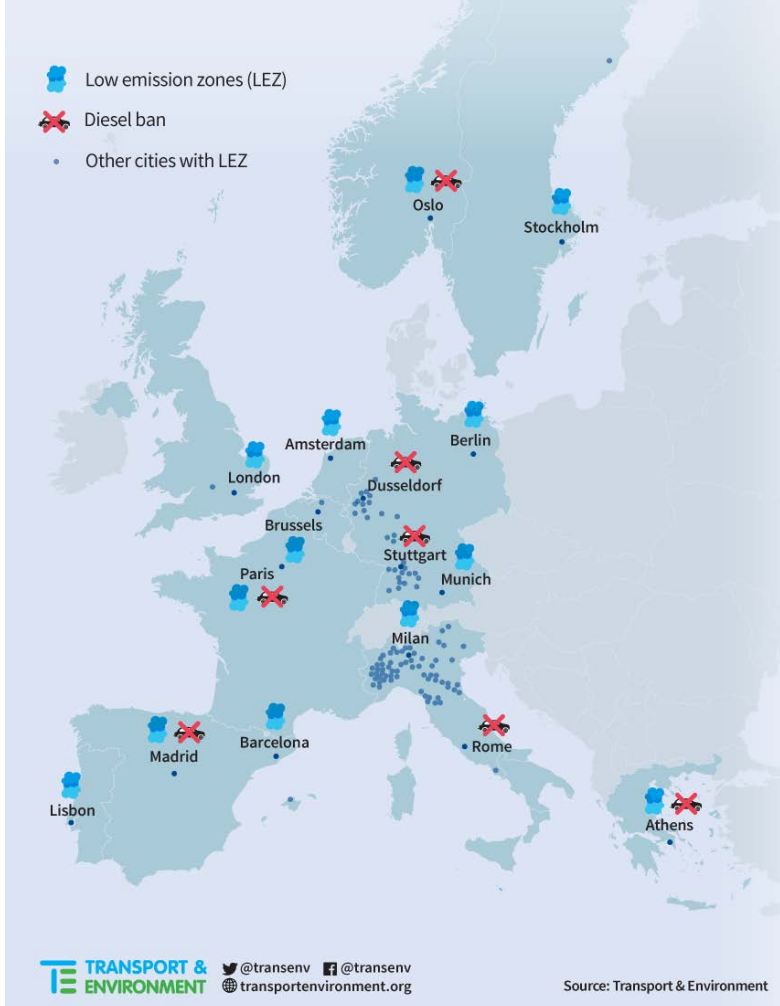 Low emission zones (LEZ)
Diesel ban
Other cities with LEZ
Oslo
Stockholm
Amsterdam
Berlin
London
Dusseldorf
Brussels
Stuttgart
Paris
Munich
Milan
Madrid
Barcelona
Rome
Lisbon
Athens
TRANSPORT &
ENVIRONMENT
@transenv @transenv
transportenvironment.org
Source: Transport & Environment